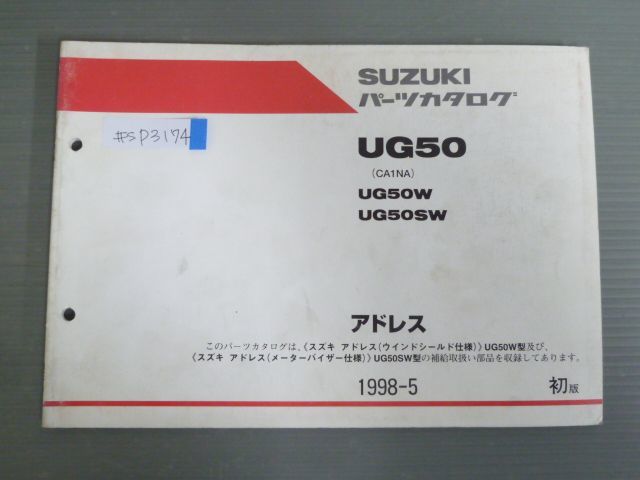 SUZUKI
パーツカタログ
#SP3174
UG50
(CA1NA)
UG50W
UG50SW
アドレス
このパーツカタログは、《スズキ アドレス(ウインドシールド仕様)》UG50W型及び、
《スズキ アドレス(メーターバイザー仕様)》UG50SW型の補給取扱い部品を収録してあります。
1998-5
初版